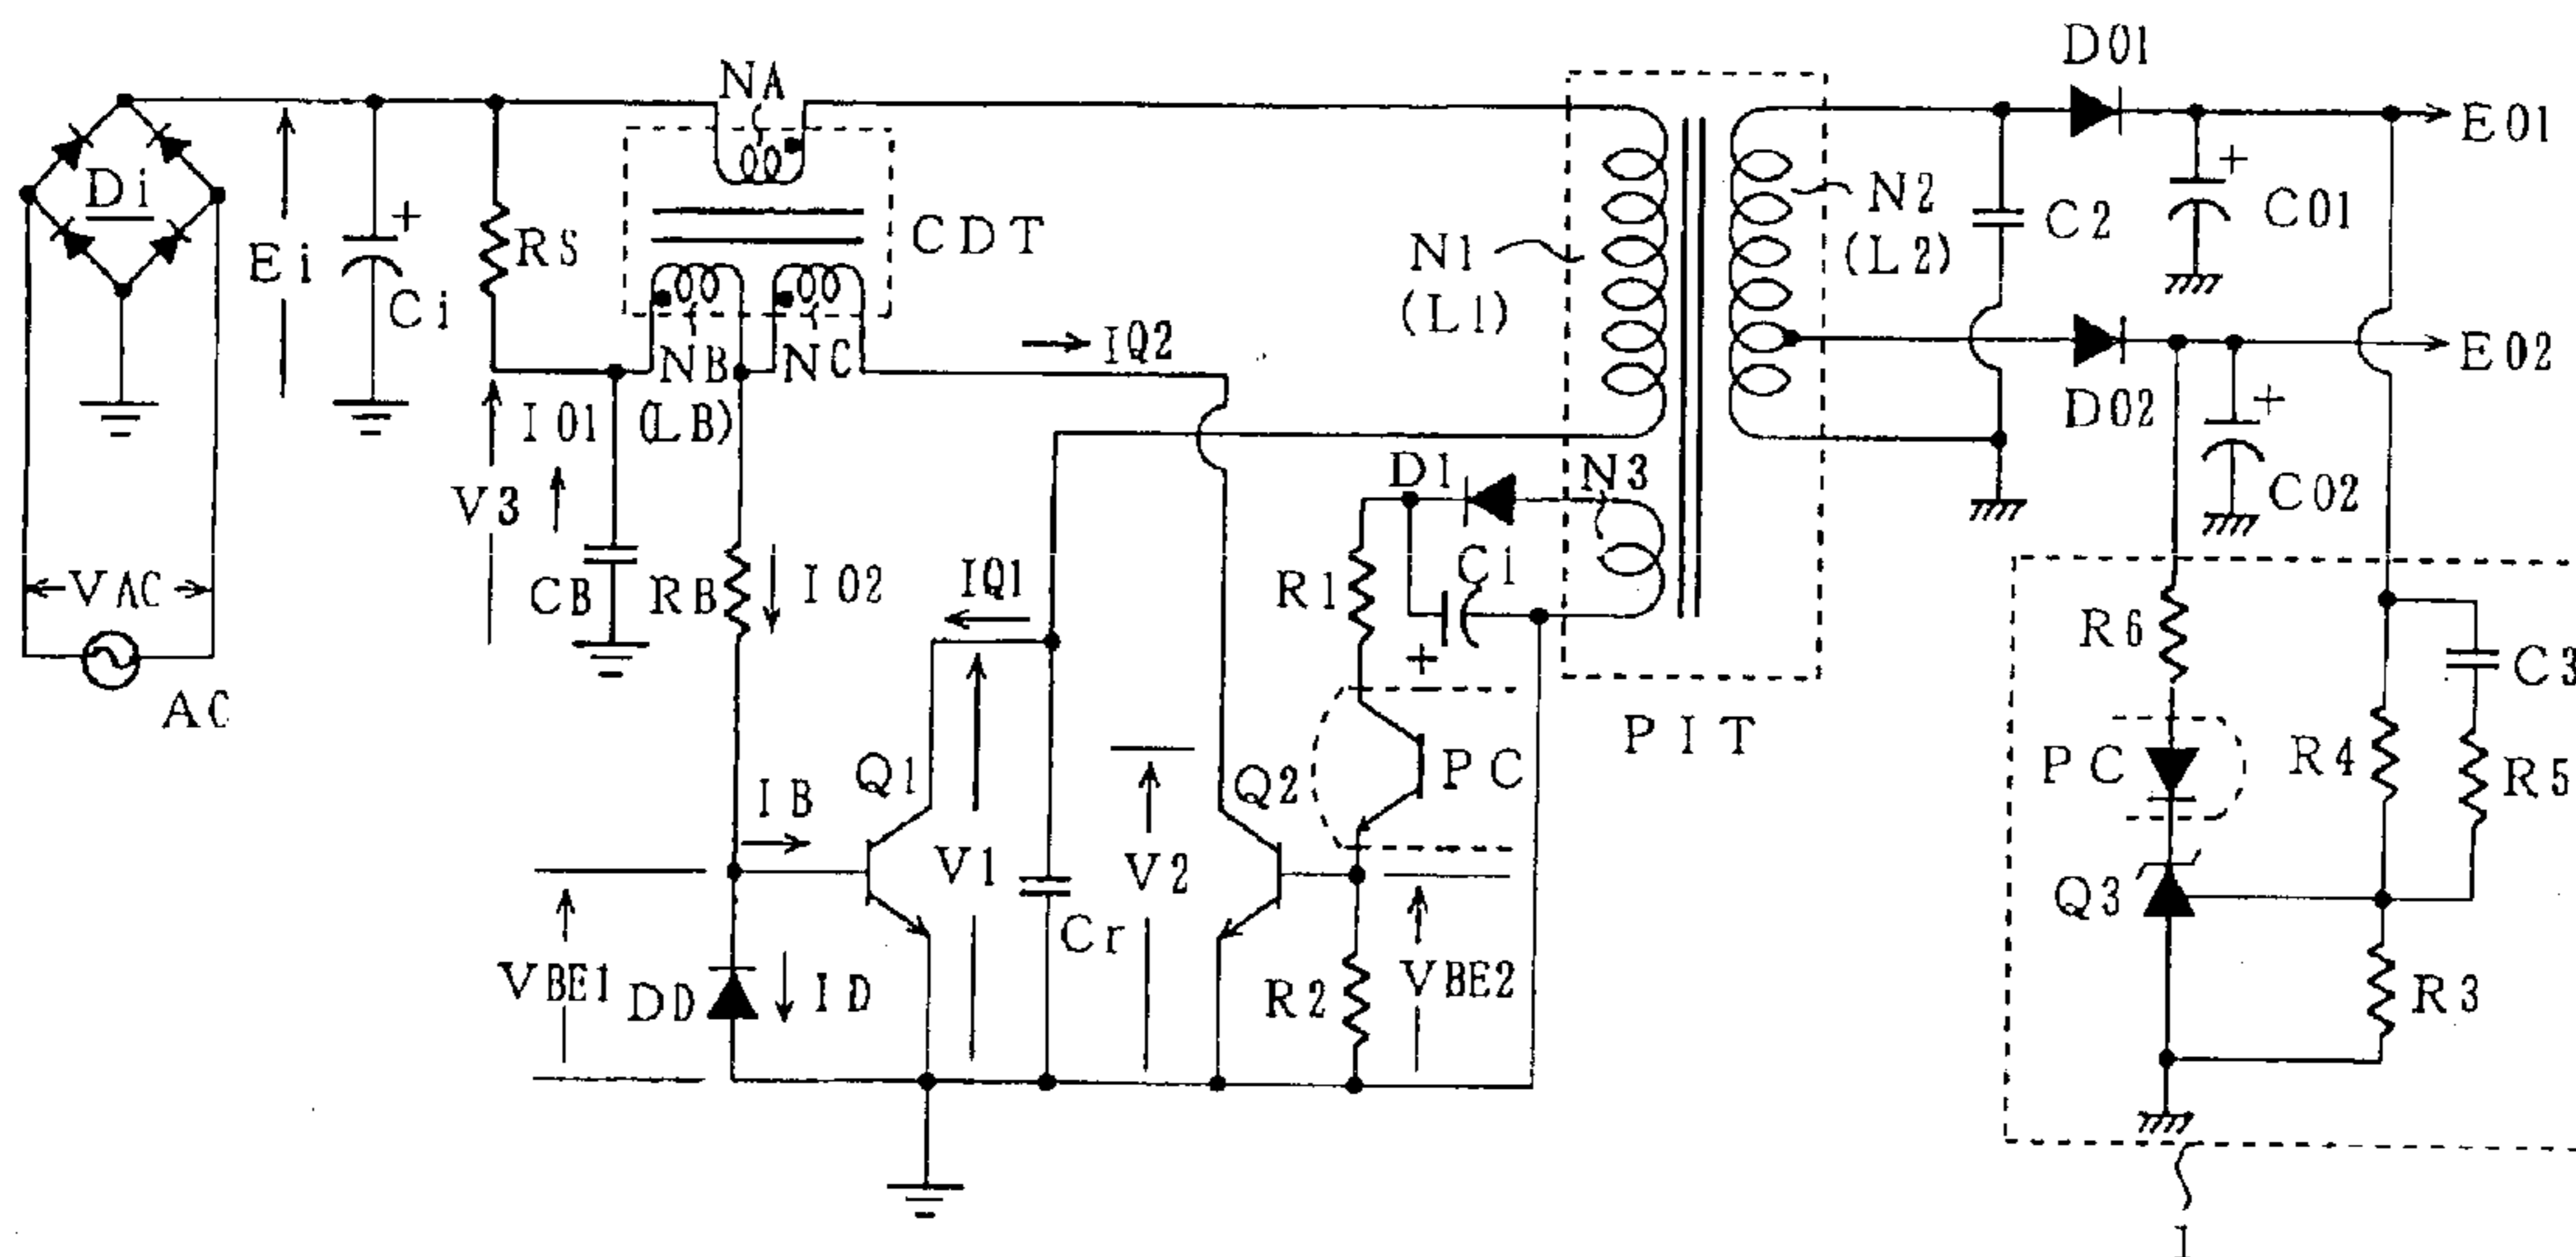 D01
NA
E01
Di
RS
CDT
N2
(L2)
C2
C01
Ei
Ci
N1
(L1)
NB
NC
IQ2
E02
I01
(LB)
D02
V3
D1
N3
C02
CB
RB
I02
IQ1
R1
C1
VAC
R6
C3
AC
PIT
Q1
PC
PC
R4
R5
IB
V1
V2
Q2
Q3
Cr
VBE1
DD
ID
R2
VBE2
R3
1